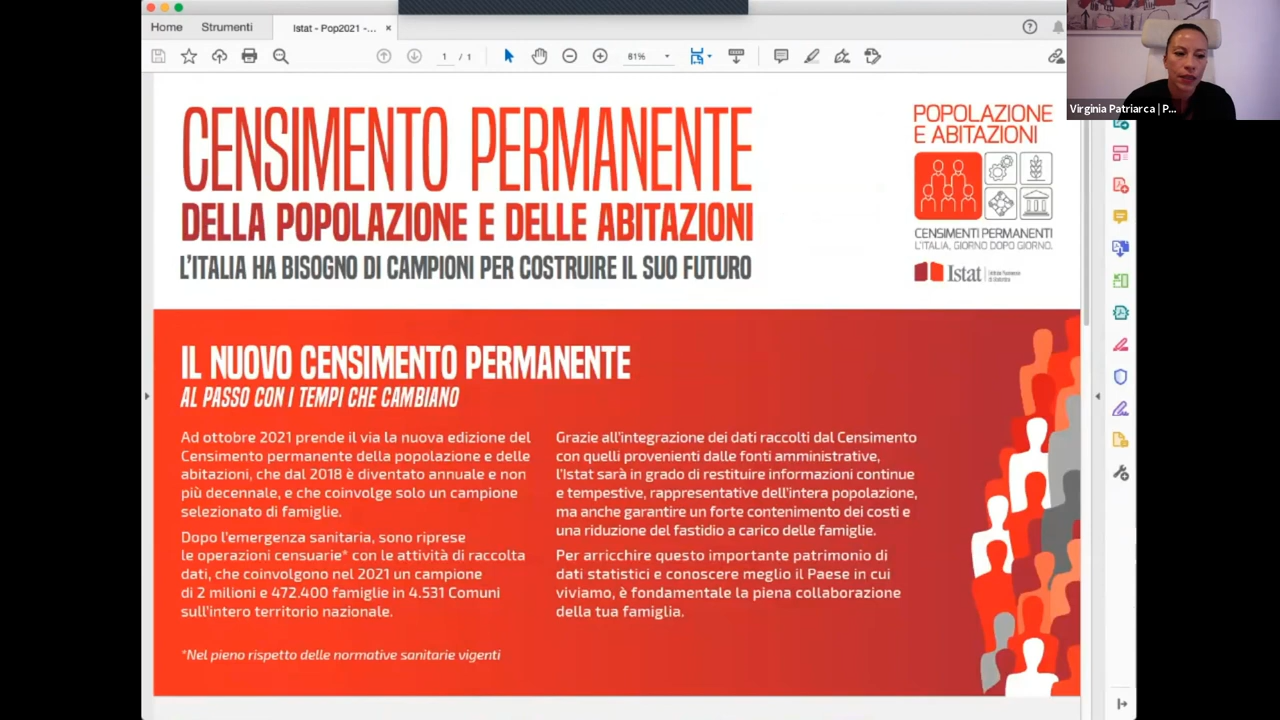 Home
Strumenti
Istat - Pop2021 -...
×
1 / 1
61%
Virginia Patriarca | P...
CENSIMENTO PERMANENTE
DELLA POPOLAZIONE E DELLE ABITAZIONI
L'ITALIA HA BISOGNO DI CAMPIONI PER COSTRUIRE IL SUO FUTURO
POPOLAZIONE
E ABITAZIONI
CENSIMENTI PERMANENTI
L'ITALIA, GIORNO DOPO GIORNO.
Istat
IL NUOVO CENSIMENTO PERMANENTE
AL PASSO CON I TEMPI CHE CAMBIANO
Ad ottobre 2021 prende il via la nuova edizione del
Censimento permanente della popolazione e delle
abitazioni, che dal 2018 è diventato annuale e non
più decennale, e che coinvolge solo un campione
selezionato di famiglie.
Dopo l'emergenza sanitaria, sono riprese
le operazioni censuarie* con le attività di raccolta
dati, che coinvolgono nel 2021 un campione
di 2 milioni e 472.400 famiglie in 4.531 Comuni
sull'intero territorio nazionale.
*Nel pieno rispetto delle normative sanitarie vigenti
Grazie all'integrazione dei dati raccolti dal Censimento
con quelli provenienti dalle fonti amministrative,
l'Istat sarà in grado di restituire informazioni continue
e tempestive, rappresentative dell'intera popolazione,
ma anche garantire un forte contenimento dei costi e
una riduzione del fastidio a carico delle famiglie.
Per arricchire questo importante patrimonio di
dati statistici e conoscere meglio il Paese in cui
viviamo, è fondamentale la piena collaborazione
della tua famiglia.